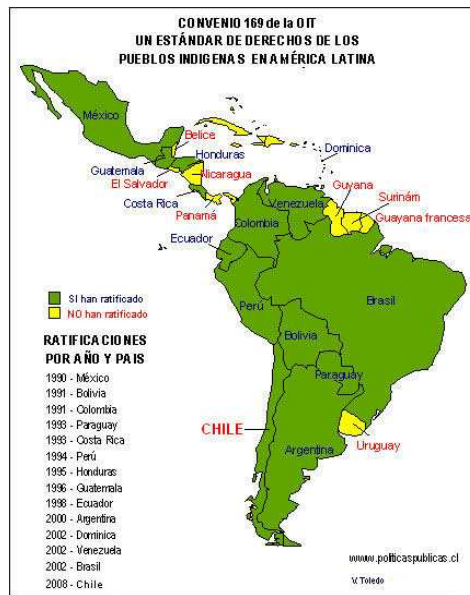 CONVENIO 169 de la OIT
UN ESTÁNDAR DE DERECHOS DE LOS
PUEBLOS INDIGENAS EN AMÉRICA LATINA
México
Belice
Guatemala
Honduras
El Salvador
Nicaragua
Costa Rica
Panamá
Dominica
Guyana
Surinám
Guayana francesa
Venezuela
Colombia
Ecuador
Perú
Brasil
Bolivia
Paraguay
CHILE
Argentina
Uruguay
SI han ratificado
NO han ratificado
RATIFICACIONES
POR AÑO Y PAIS
1990 - México
1991 - Bolivia
1991 - Colombia
1993 - Paraguay
1993 - Costa Rica
1994 - Perú
1995 - Honduras
1996 - Guatemala
1998 - Ecuador
2000 - Argentina
2002 - Dominica
2002 - Venezuela
2002 - Brasil
2008 - Chile
www.politicaspublicas.cl
V. Toledo